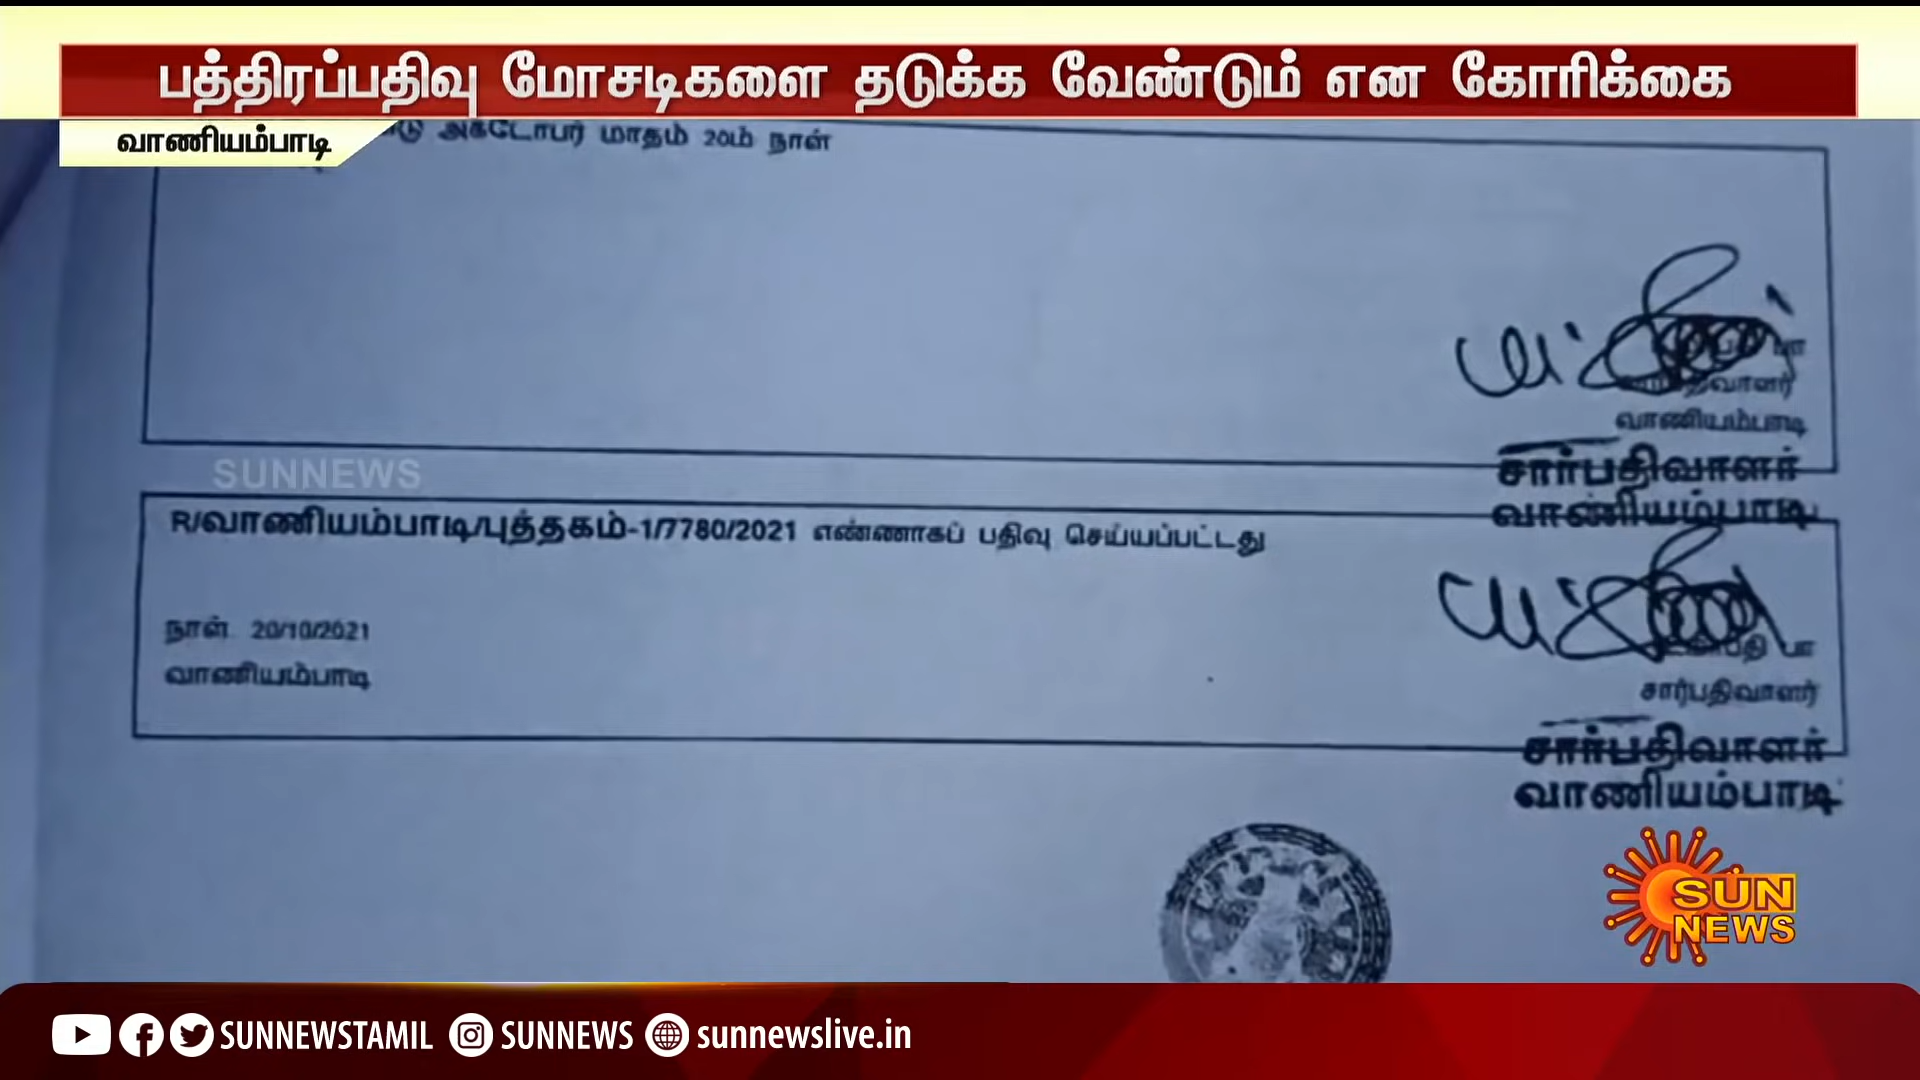 பத்திரப்பதிவு மோசடிகளை தடுக்க வேண்டும் என கோரிக்கை
வாணியம்பாடி
அக்டோபர் மாதம் 20ம் நாள்
சார்பதிவாளர்
வாணியம்பாடி
சார்பதிவாளர்
வாணியம்பாடி
SUNNEWS
R/வாணியம்பாடி/புத்தகம்-1/7780/2021 எண்ணாகப் பதிவு செய்யப்பட்டது
நாள் 20/10/2021
வாணியம்பாடி
பா
சார்பதிவாளர்
சார்பதிவாளர்
வாணியம்பாடி
SUN
NEWS
SUNNEWSTAMIL SUNNEWS sunnewslive.in